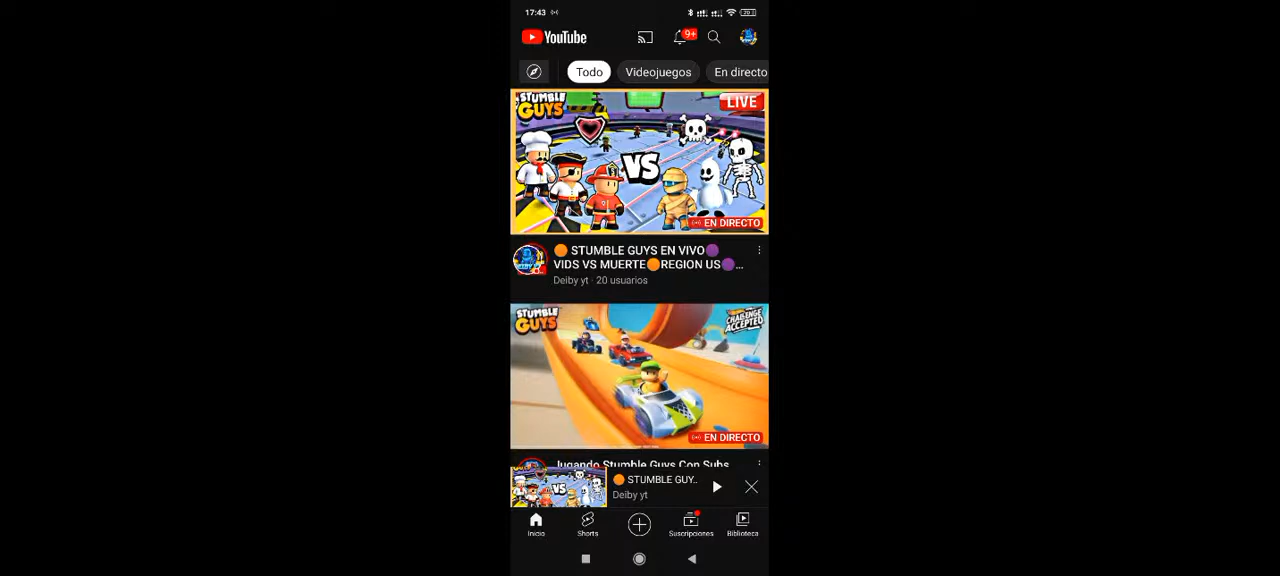 17:43
20
YouTube
9+
Todo
Videojuegos
En directo
STUMBLE GUYS
LIVE
VS
EN DIRECTO
🟠 STUMBLE GUYS EN VIVO🟣
VIDS VS MUERTE🟠REGION US🟣...
Deiby yt · 20 usuarios
STUMBLE GUYS
CHALLENGE ACCEPTED
EN DIRECTO
Jugando Stumble Guys Con Subs
VS
🟠 STUMBLE GUY..
Deiby yt
Inicio
Shorts
Suscripciones
Biblioteca